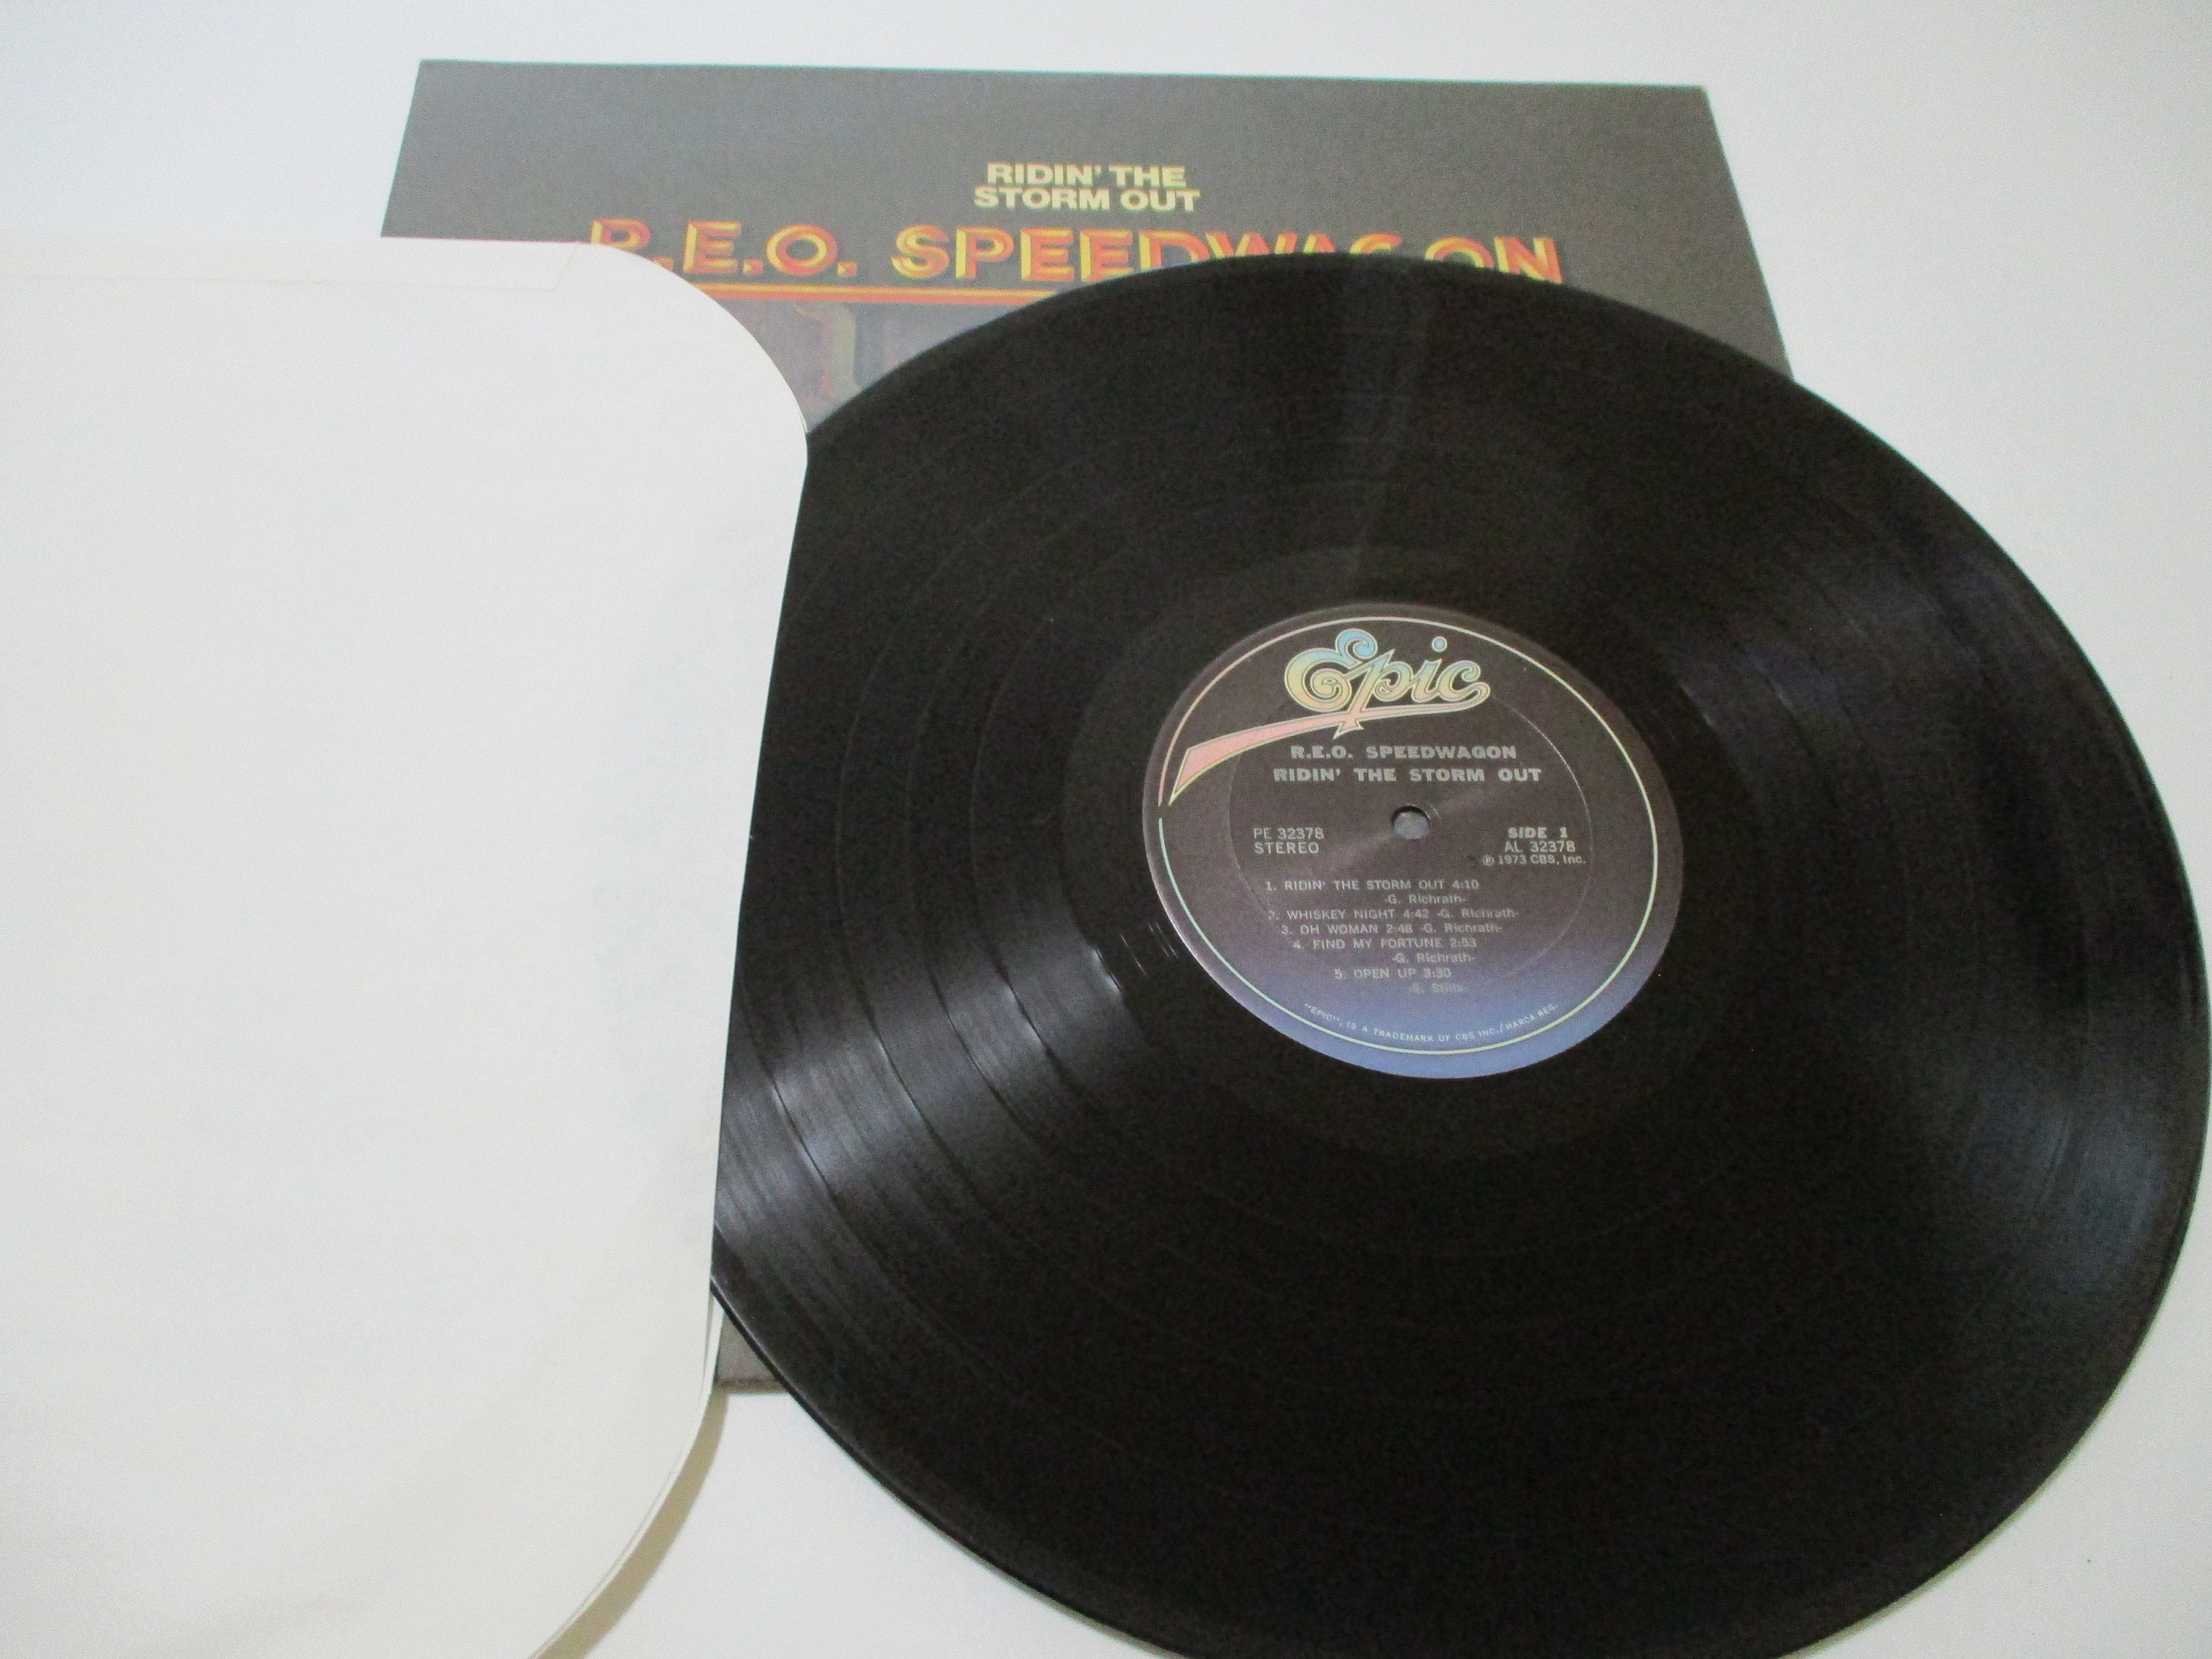 RIDIN' THE
STORM OUT
R.E.O. SPEEDWAGON
Epic
R.E.O. SPEEDWAGON
RIDIN' THE STORM OUT
PE 32378
STEREO
SIDE 1
AL 32378
℗ 1973 CBS, Inc.
1. RIDIN' THE STORM OUT 4:10
-G. Richrath-
2. WHISKEY NIGHT 4:42 -G. Richrath-
3. OH WOMAN 2:48 -G. Richrath-
4. FIND MY FORTUNE 2:53
-G. Richrath-
5. OPEN UP 3:30
-S. Stills-
"EPIC", IS A TRADEMARK OF CBS INC./MARCA REG.